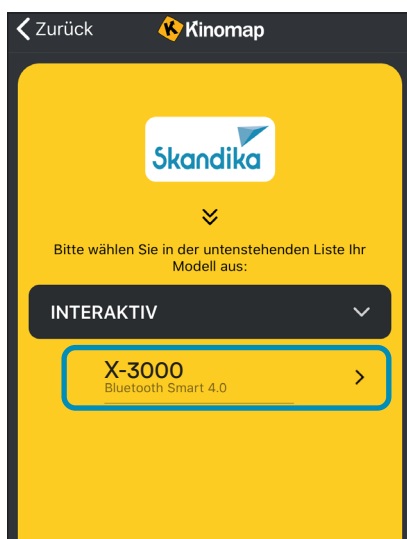 Zurück
Kinomap
Skandika
Bitte wählen Sie in der untenstehenden Liste Ihr
Modell aus:
INTERAKTIV
X-3000
Bluetooth Smart 4.0